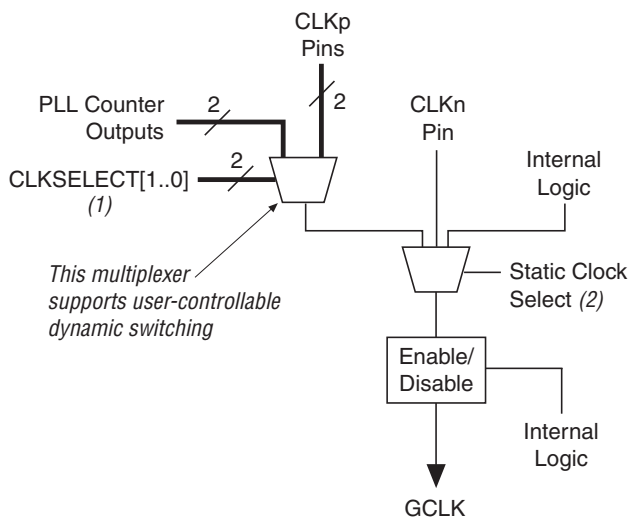 CLKp
Pins
2
PLL Counter
Outputs
2
CLKn
Pin
CLKSELECT[1..0]
(1)
2
Internal
Logic
This multiplexer
supports user-controllable
dynamic switching
Static Clock
Select (2)
Enable/
Disable
Internal
Logic
GCLK